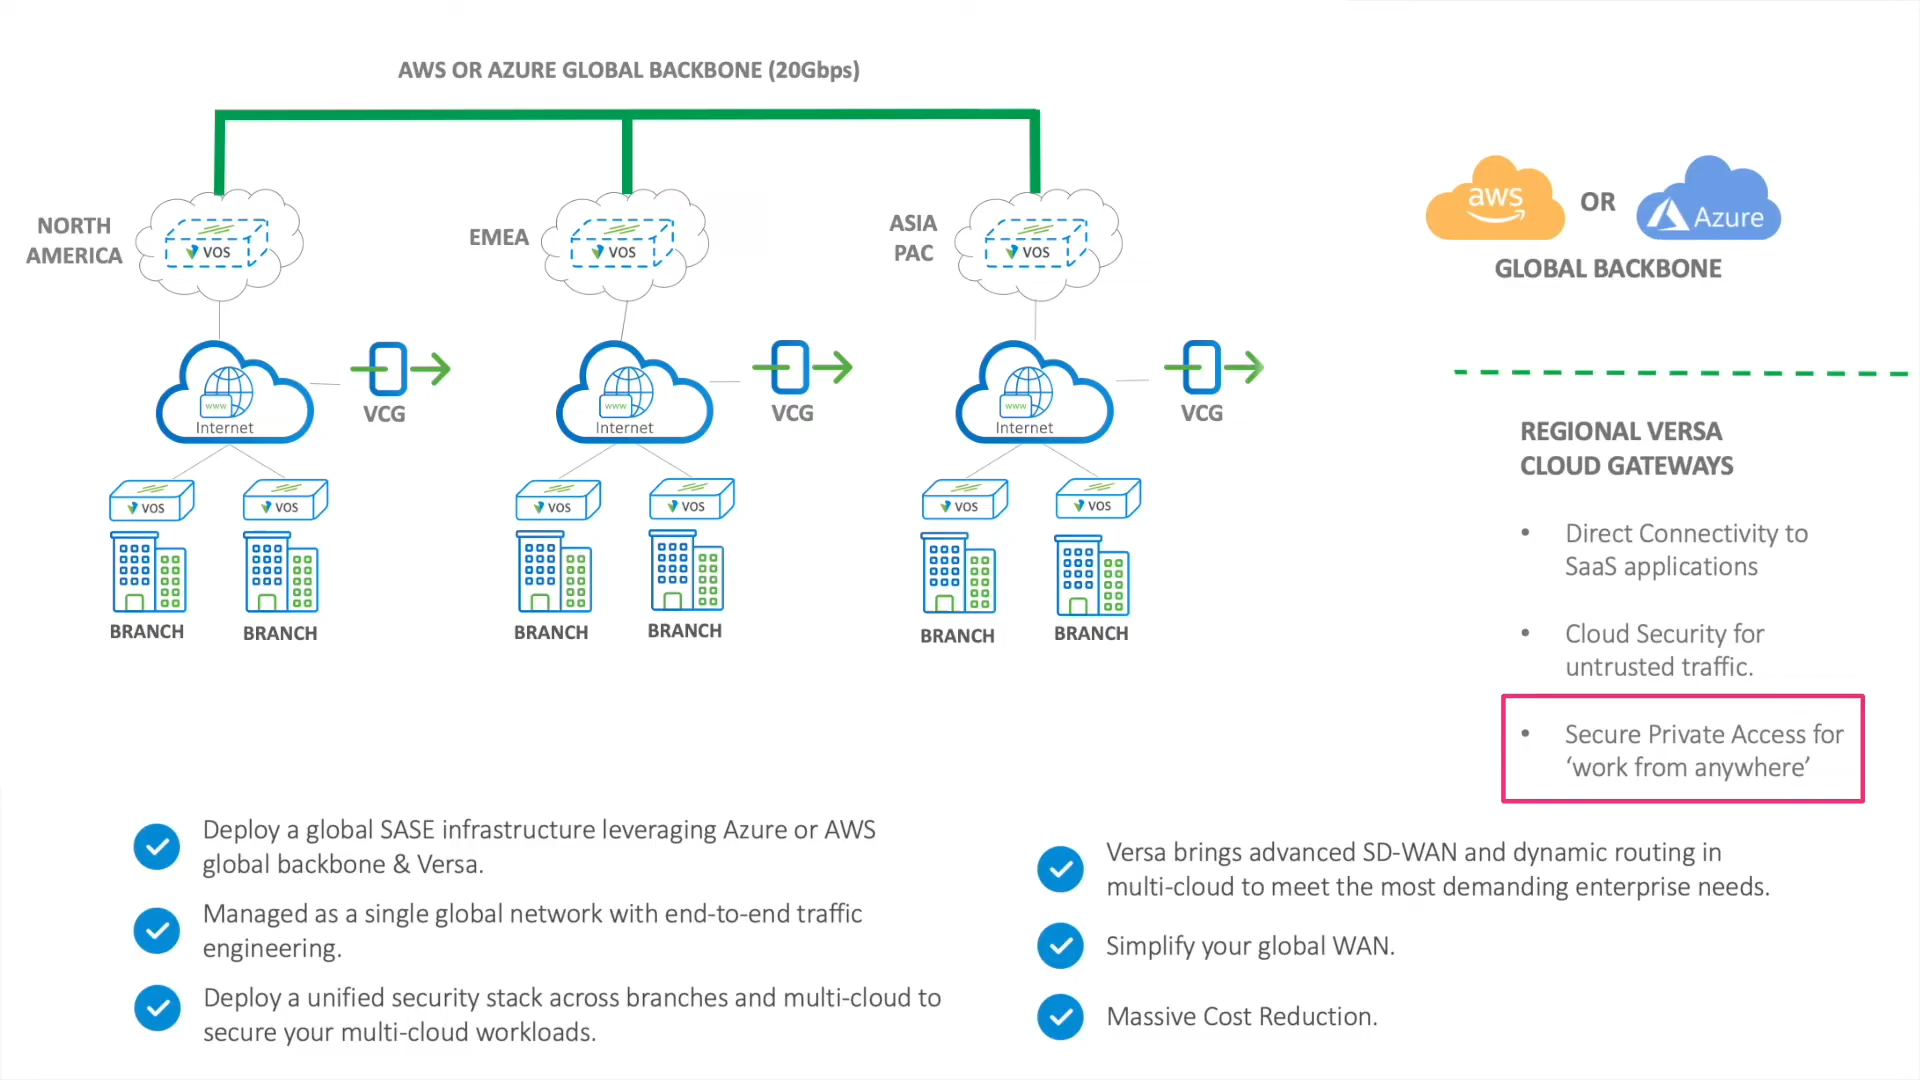 AWS OR AZURE GLOBAL BACKBONE (20Gbps)
NORTH
AMERICA
VOS
EMEA
VOS
ASIA
PAC
VOS
aws
OR
Azure
GLOBAL BACKBONE
www
Internet
VCG
www
Internet
VCG
www
Internet
VCG
VOS
VOS
VOS
VOS
VOS
VOS
BRANCH
BRANCH
BRANCH
BRANCH
BRANCH
BRANCH
REGIONAL VERSA
CLOUD GATEWAYS
• Direct Connectivity to
SaaS applications
• Cloud Security for
untrusted traffic.
• Secure Private Access for
‘work from anywhere’
Deploy a global SASE infrastructure leveraging Azure or AWS
global backbone & Versa.
Managed as a single global network with end-to-end traffic
engineering.
Deploy a unified security stack across branches and multi-cloud to
secure your multi-cloud workloads.
Versa brings advanced SD-WAN and dynamic routing in
multi-cloud to meet the most demanding enterprise needs.
Simplify your global WAN.
Massive Cost Reduction.